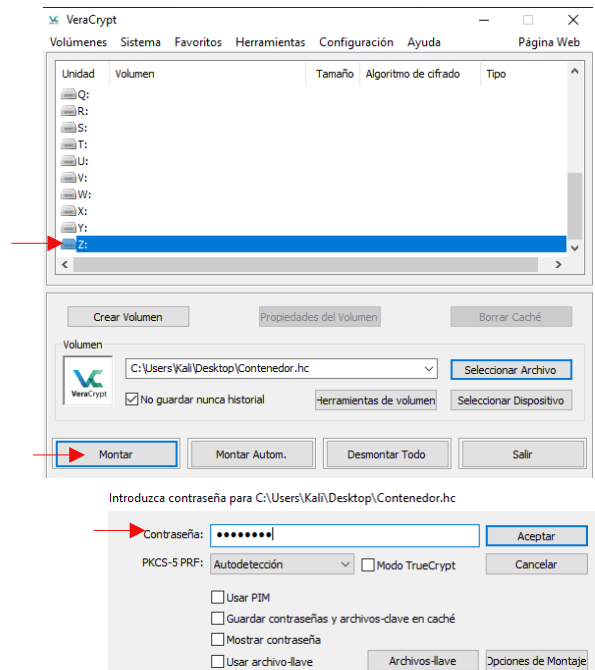 VeraCrypt
Volúmenes Sistema Favoritos Herramientas Configuración Ayuda Página Web
Unidad Volumen Tamaño Algoritmo de cifrado Tipo
Q:
R:
S:
T:
U:
V:
W:
X:
Y:
Z:
Crear Volumen Propiedades del Volumen Borrar Caché
Volumen
C:\Users\Kali\Desktop\Contenedor.hc Seleccionar Archivo
VeraCrypt
No guardar nunca historial Herramientas de volumen Seleccionar Dispositivo
Montar Montar Autom. Desmontar Todo Salir
Introduzca contraseña para C:\Users\Kali\Desktop\Contenedor.hc
Contraseña: ●●●●●●●● Aceptar
PKCS-5 PRF: Autodetección Modo TrueCrypt Cancelar
Usar PIM
Guardar contraseñas y archivos-clave en caché
Mostrar contraseña
Usar archivo-llave Archivos-llave Opciones de Montaje